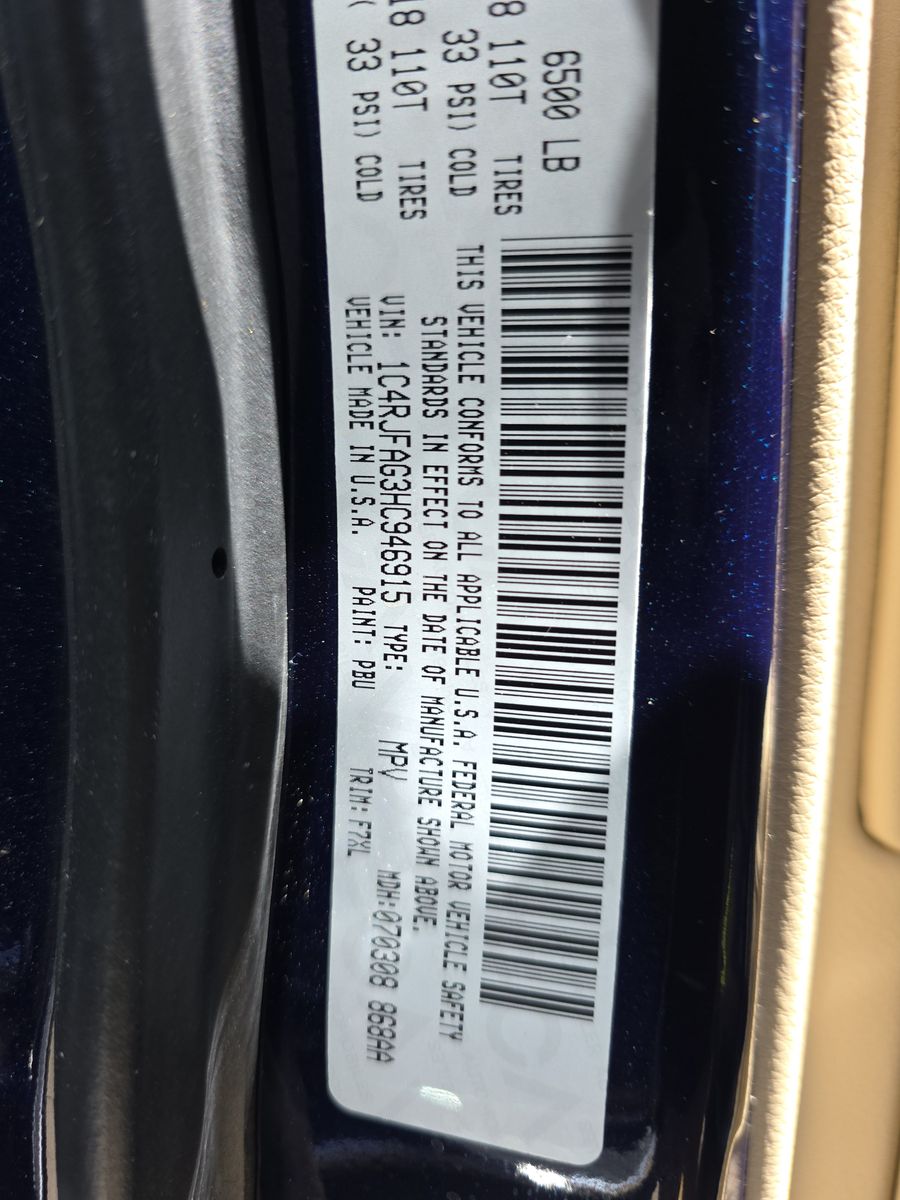 6500 LB
8 110T TIRES
33 PSI) COLD
18 110T TIRES
( 33 PSI) COLD
THIS VEHICLE CONFORMS TO ALL APPLICABLE U.S.A. FEDERAL MOTOR VEHICLE SAFETY
STANDARDS IN EFFECT ON THE DATE OF MANUFACTURE SHOWN ABOVE.
VIN: 1C4RJFAG3HC946915 TYPE: MPV MDH:070308 868AA
VEHICLE MADE IN U.S.A. PAINT: PBU TRIM: F7XL